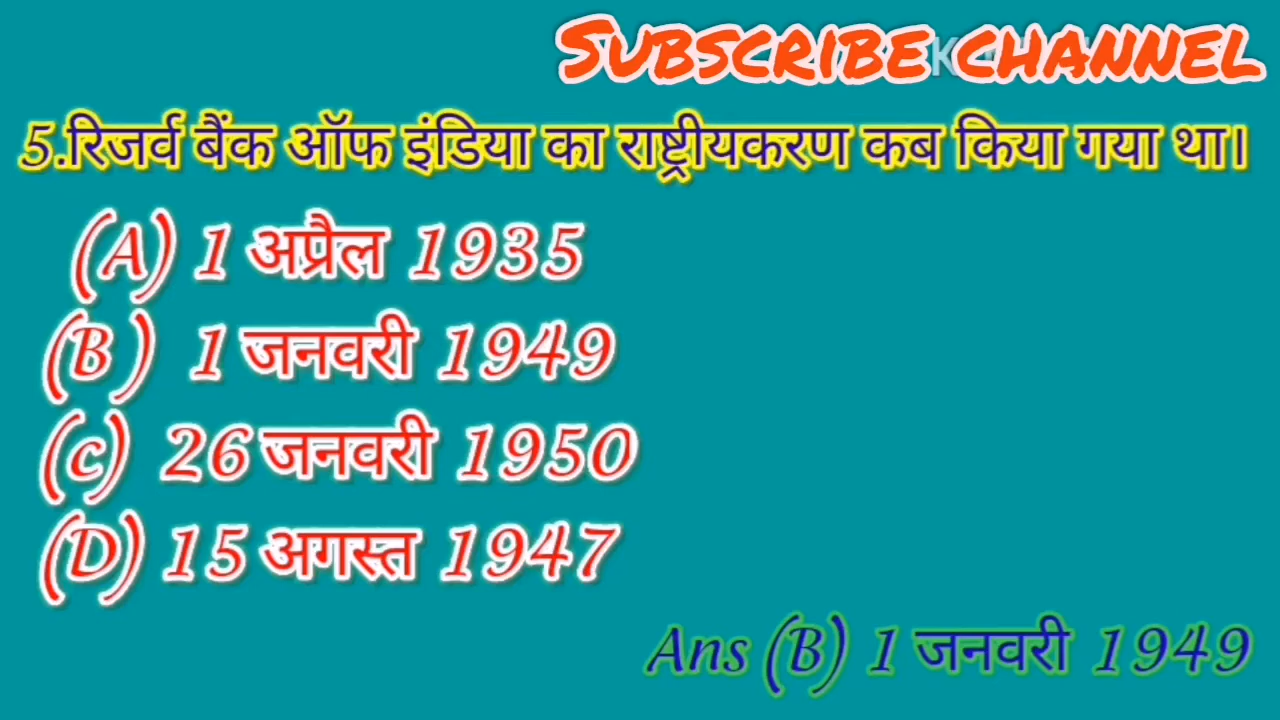 SUBSCRIBE CHANNEL
5.रिजर्व बैंक ऑफ इंडिया का राष्ट्रीयकरण कब किया गया था।
(A) 1 अप्रैल 1935
(B) 1 जनवरी 1949
(c) 26 जनवरी 1950
(D) 15 अगस्त 1947
Ans (B) 1 जनवरी 1949